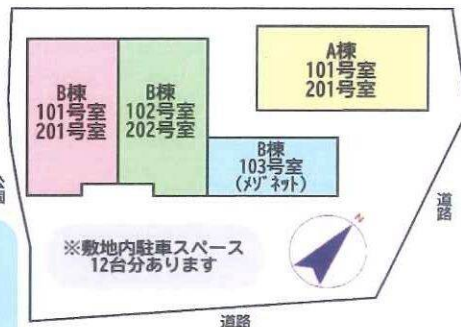 A棟
101号室
201号室
B棟
101号室
201号室
B棟
102号室
202号室
B棟
103号室
(メゾネット)
公園
道路
N
※敷地内駐車スペース
12台分あります
道路